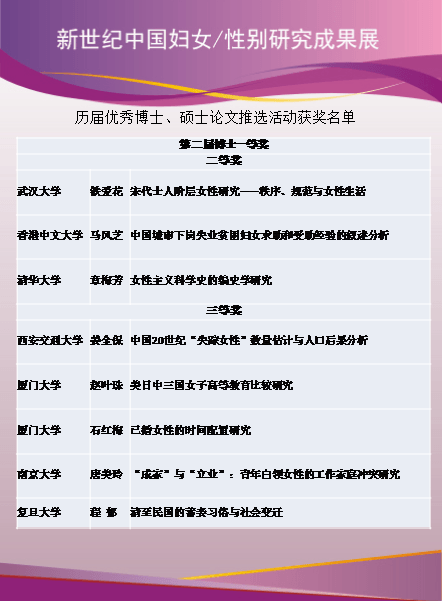 新世纪中国妇女/性别研究成果展
历届优秀博士、硕士论文推选活动获奖名单
第二届博士一等奖
二等奖
武汉大学 铁爱花 宋代士人阶层女性研究——秩序、规范与女性生活
香港中文大学 马凤芝 中国城市下岗失业贫困妇女求助和受助经验的叙述分析
清华大学 章梅芳 女性主义科学史的编史学研究
三等奖
西安交通大学 姜全保 中国20世纪“失踪女性”数量估计与人口后果分析
厦门大学 赵叶珠 美日中三国女子高等教育比较研究
厦门大学 石红梅 已婚女性的时间配置研究
南京大学 唐美玲 “成家”与“立业”：青年白领女性的工作家庭冲突研究
复旦大学 程 郁 清至民国的蓄妾习俗与社会变迁